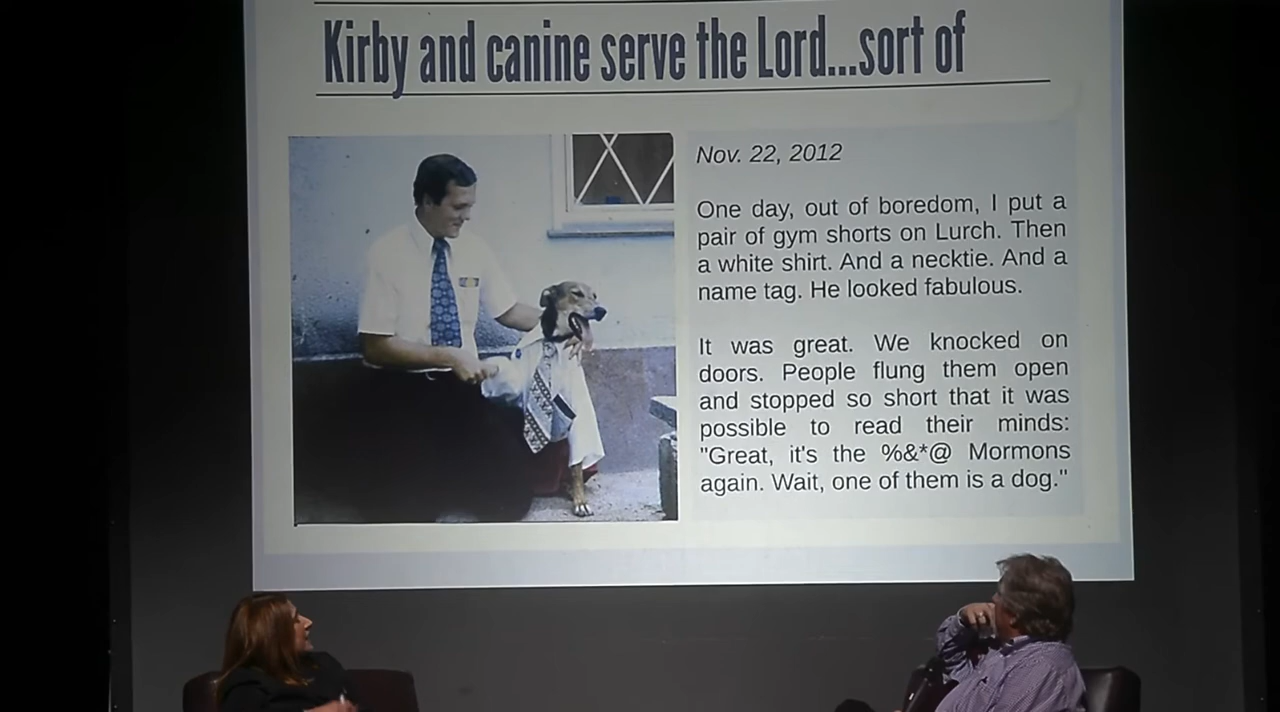 Kirby and canine serve the Lord...sort of
Nov. 22, 2012
One day, out of boredom, I put a
pair of gym shorts on Lurch. Then
a white shirt. And a necktie. And a
name tag. He looked fabulous.
It was great. We knocked on
doors. People flung them open
and stopped so short that it was
possible to read their minds:
"Great, it's the %&*@ Mormons
again. Wait, one of them is a dog."